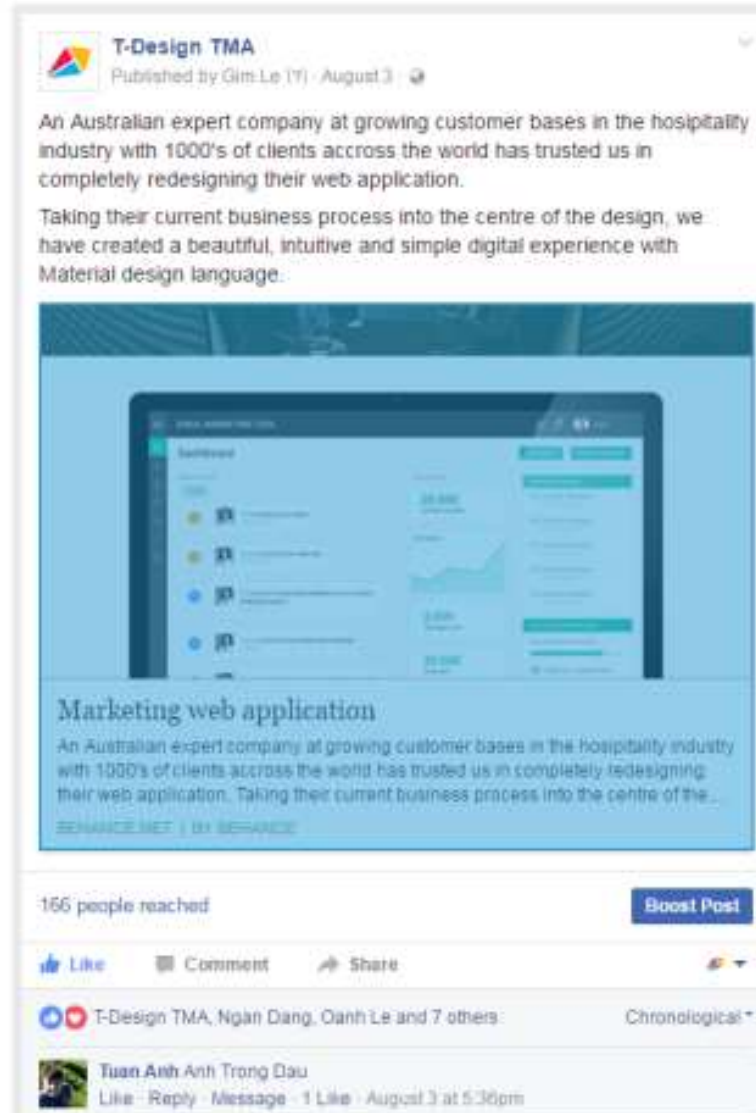 T-Design TMA
Published by Gim Le [?] · August 3 ·
An Australian expert company at growing customer bases in the hosipitality
industry with 1000's of clients accross the world has trusted us in
completely redesigning their web application.
Taking their current business process into the centre of the design, we
have created a beautiful, intuitive and simple digital experience with
Material design language.
Dashboard
Marketing web application
An Australian expert company at growing customer bases in the hosipitality industry
with 1000's of clients accross the world has trusted us in completely redesigning
their web application. Taking their current business process into the centre of the...
BEHANCE.NET | BY BEHANCE
166 people reached
Boost Post
Like Comment Share
T-Design TMA, Ngan Dang, Oanh Le and 7 others Chronological
Tuan Anh Anh Trong Dau
Like · Reply · Message · 1 Like · August 3 at 5:36pm